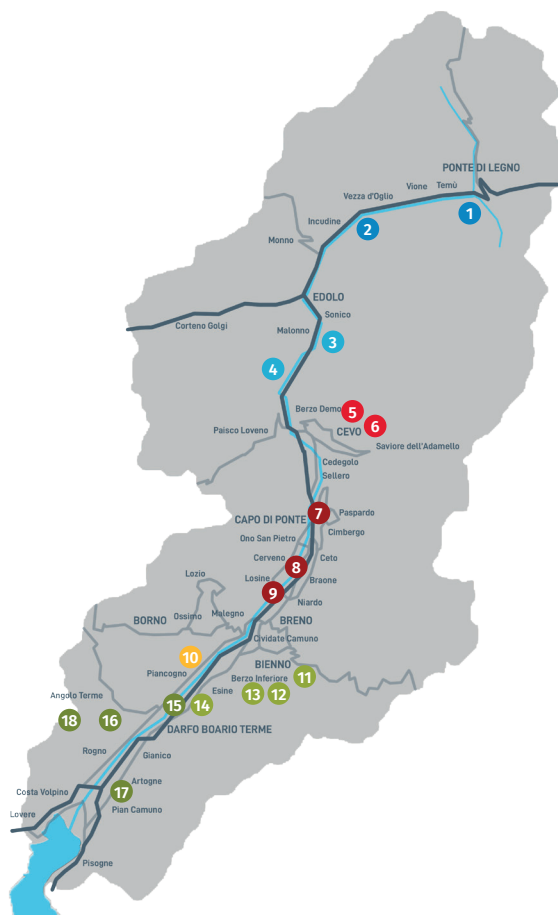 PONTE DI LEGNO
Temù
Vione
Vezza d'Oglio
1
2
Incudine
Monno
EDOLO
Sonico
Corteno Golgi
Malonno
3
4
Berzo Demo
5
6
CEVO
Paisco Loveno
Saviore dell'Adamello
Cedegolo
Sellero
7
Paspardo
CAPO DI PONTE
Cimbergo
Ono San Pietro
Cerveno
Ceto
8
Lozio
Losine
Braone
9
Niardo
Ossimo
Malegno
BORNO
BRENO
Cividate Camuno
10
BIENNO
Piancogno
Berzo Inferiore
11
Esine
13
12
Angolo Terme
15
14
18
16
DARFO BOARIO TERME
Rogno
Gianico
Artogne
17
Costa Volpino
Pian Camuno
Lovere
Pisogne